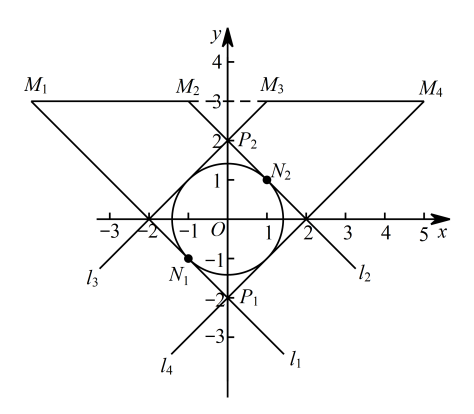 y
4
M₁ M₂ 3 M₃ M₄
2 P₂
1 N₂
-3 -2 -1 O 1 2 3 4 5 x
-1
N₁
l₃ l₂
-2 P₁
-3
l₄ l₁